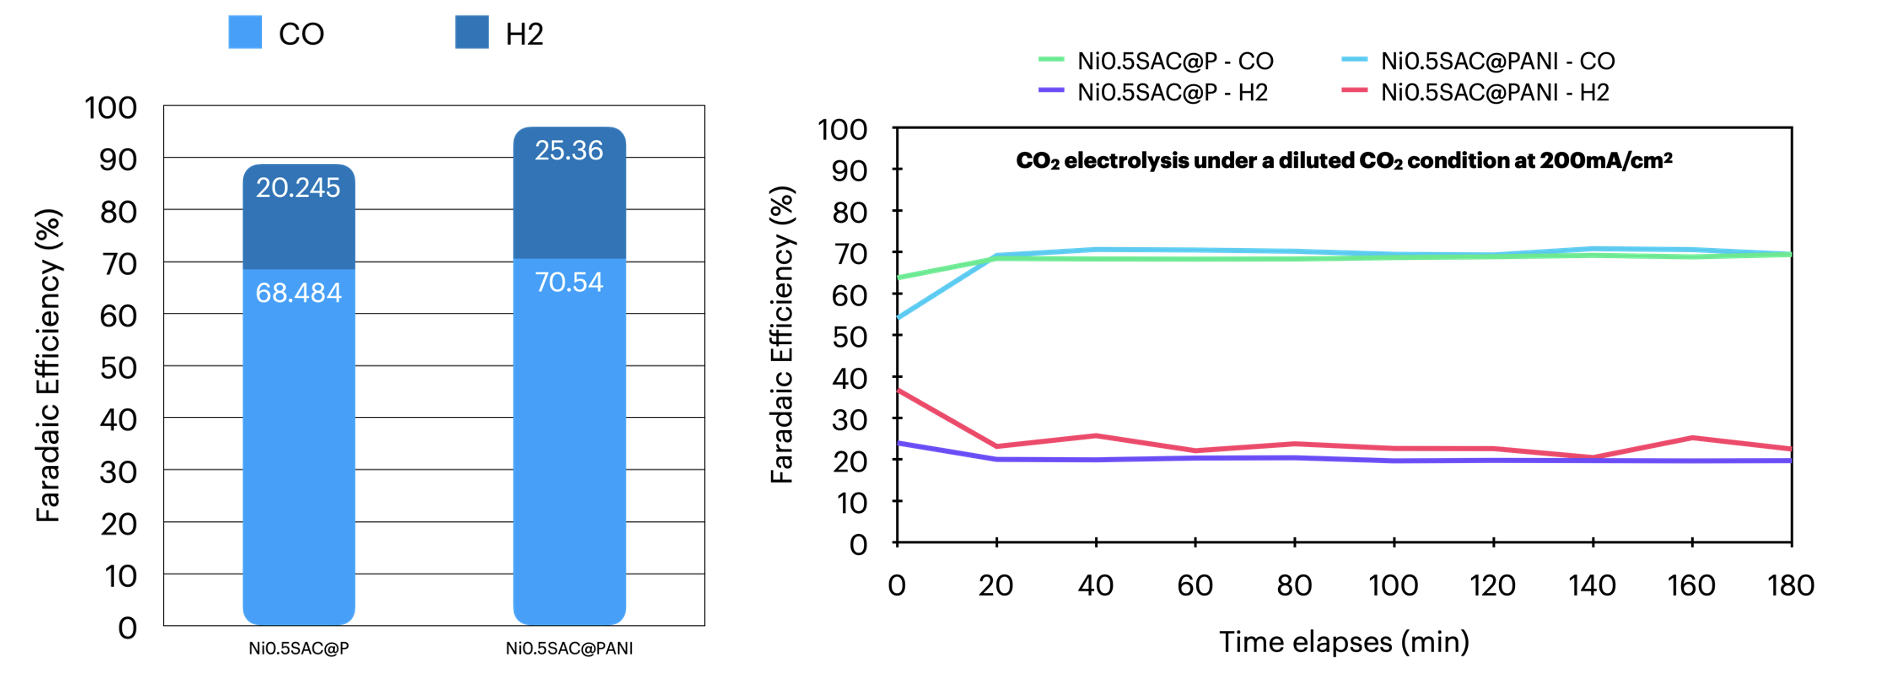 CO H2
Faradaic Efficiency (%)
100
90
80
70
60
50
40
30
20
10
0
20.245
68.484
25.36
70.54
Ni0.5SAC@P Ni0.5SAC@PANI
Ni0.5SAC@P - CO Ni0.5SAC@PANI - CO
Ni0.5SAC@P - H2 Ni0.5SAC@PANI - H2
CO₂ electrolysis under a diluted CO₂ condition at 200mA/cm²
Faradaic Efficiency (%)
100
90
80
70
60
50
40
30
20
10
0
0 20 40 60 80 100 120 140 160 180
Time elapses (min)